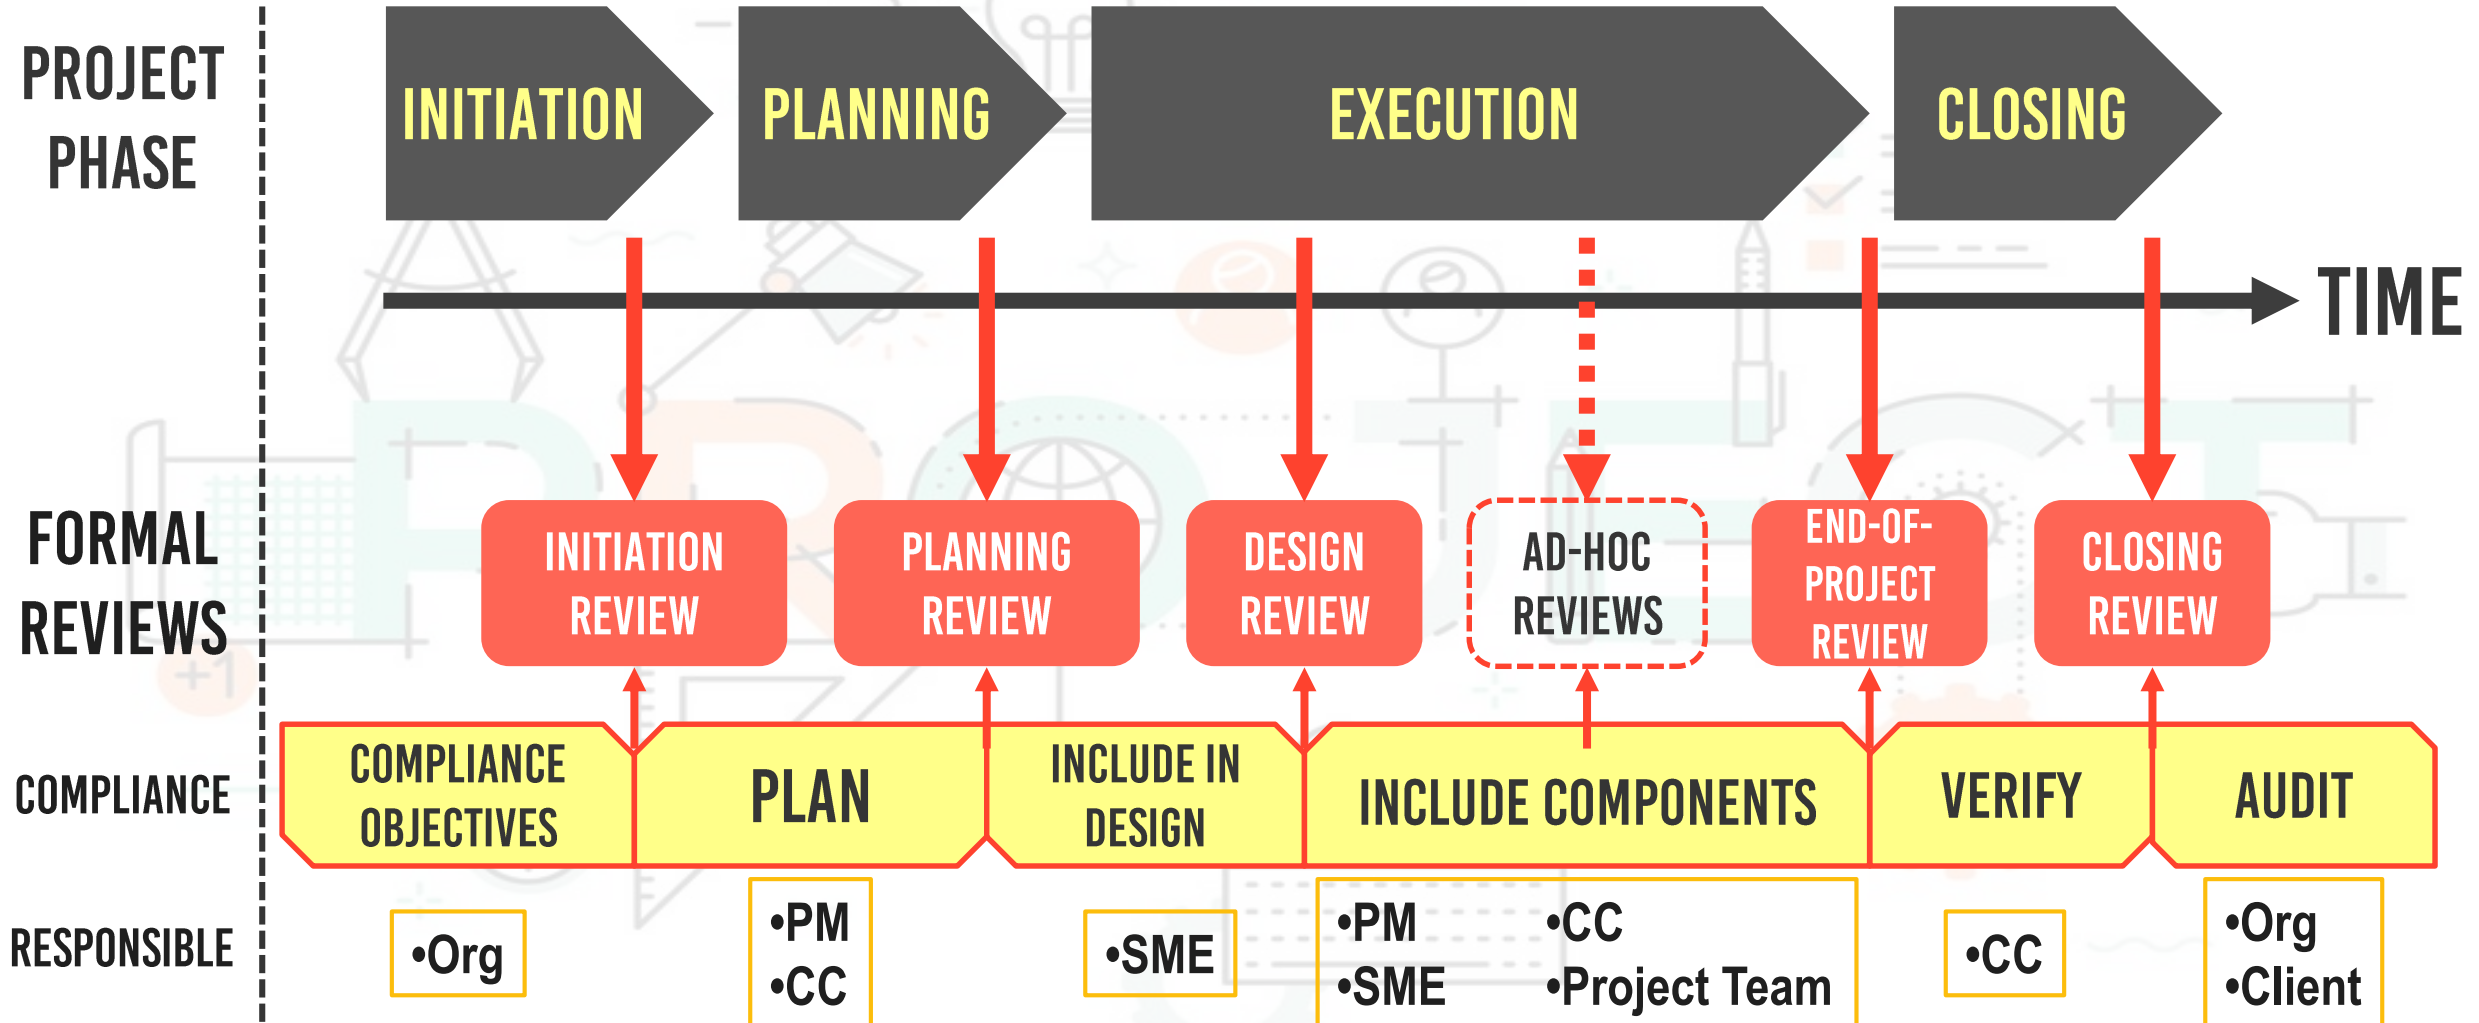 PROJECT
PHASE
INITIATION
PLANNING
EXECUTION
CLOSING
TIME
FORMAL
REVIEWS
INITIATION
REVIEW
PLANNING
REVIEW
DESIGN
REVIEW
AD-HOC
REVIEWS
END-OF-
PROJECT
REVIEW
CLOSING
REVIEW
+1
PROJECT
COMPLIANCE
COMPLIANCE
OBJECTIVES
PLAN
INCLUDE IN
DESIGN
INCLUDE COMPONENTS
VERIFY
AUDIT
RESPONSIBLE
•Org
•PM
•CC
•SME
•PM
•SME
•CC
•Project Team
•CC
•Org
•Client